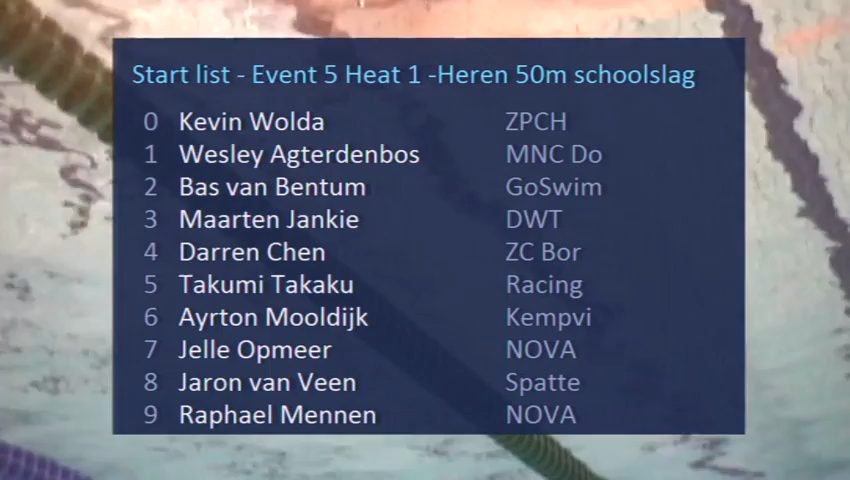 Start list - Event 5 Heat 1 -Heren 50m schoolslag
0 Kevin Wolda ZPCH
1 Wesley Agterdenbos MNC Do
2 Bas van Bentum GoSwim
3 Maarten Jankie DWT
4 Darren Chen ZC Bor
5 Takumi Takaku Racing
6 Ayrton Mooldijk Kempvi
7 Jelle Opmeer NOVA
8 Jaron van Veen Spatte
9 Raphael Mennen NOVA